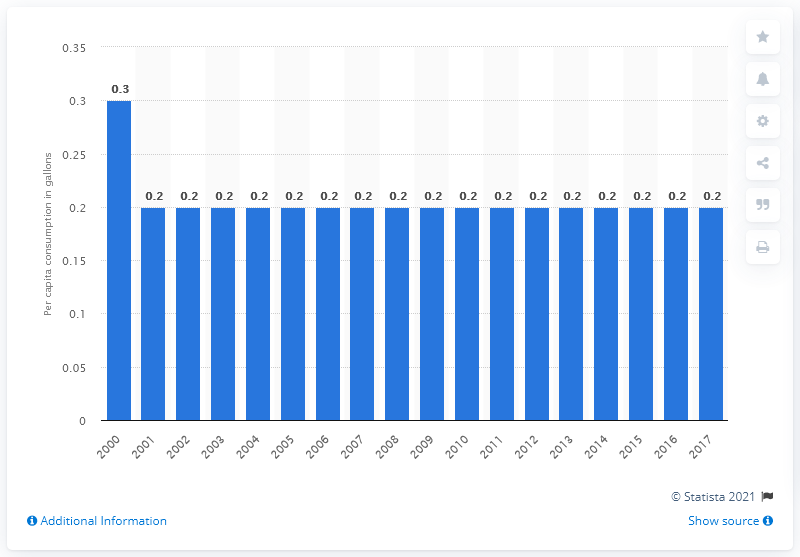 0.35
0.3
0.25
0.2
0.15
0.1
0.05
0
Per capita consumption in gallons
0.3 0.2 0.2 0.2 0.2 0.2 0.2 0.2 0.2 0.2 0.2 0.2 0.2 0.2 0.2 0.2 0.2 0.2
2000 2001 2002 2003 2004 2005 2006 2007 2008 2009 2010 2011 2012 2013 2014 2015 2016 2017
© Statista 2021
Additional Information
Show source